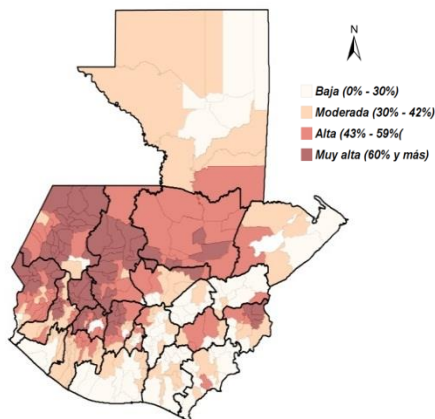 N
Baja (0% - 30%)
Moderada (30% - 42%)
Alta (43% - 59%(
Muy alta (60% y más)